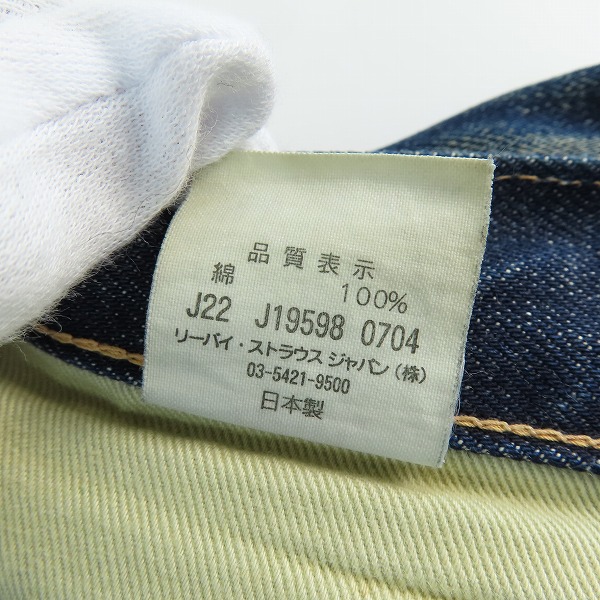 品質表示
綿 100%
J22 J19598 0704
リーバイ・ストラウス ジャパン(株)
03-5421-9500
日本製